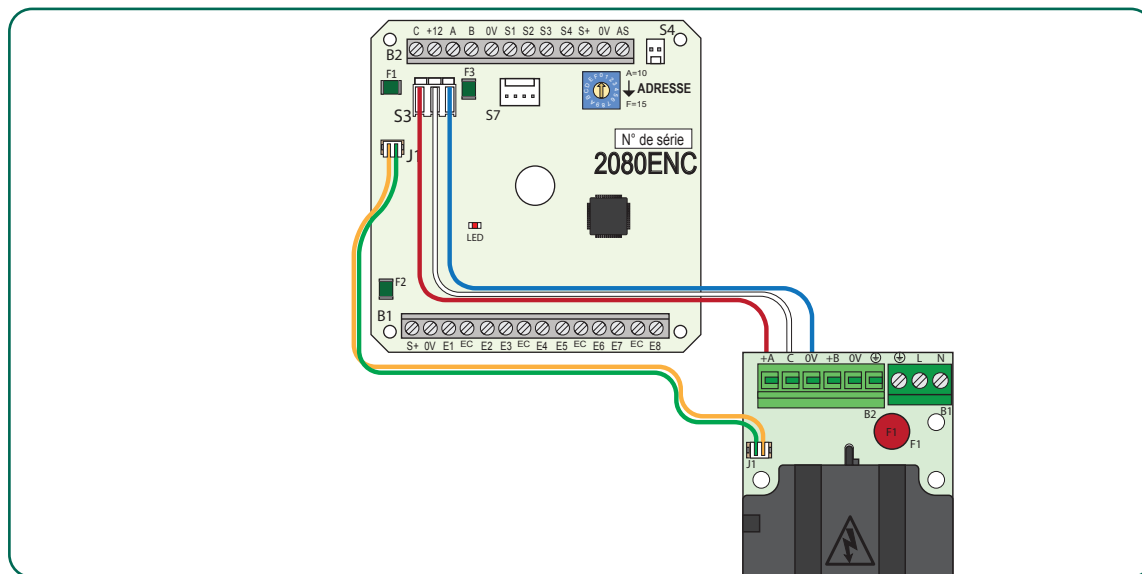 C +12 A B 0V S1 S2 S3 S4 S+ 0V AS
S4
B2
F1
F3
S3
S7
0123456789ABCDEF
A=10
ADRESSE
F=15
J1
N° de série
2080ENC
LED
F2
B1
S+ 0V E1 EC E2 E3 EC E4 E5 EC E6 E7 EC E8
+A C 0V +B 0V L N
B2
B1
F1
F1
J1